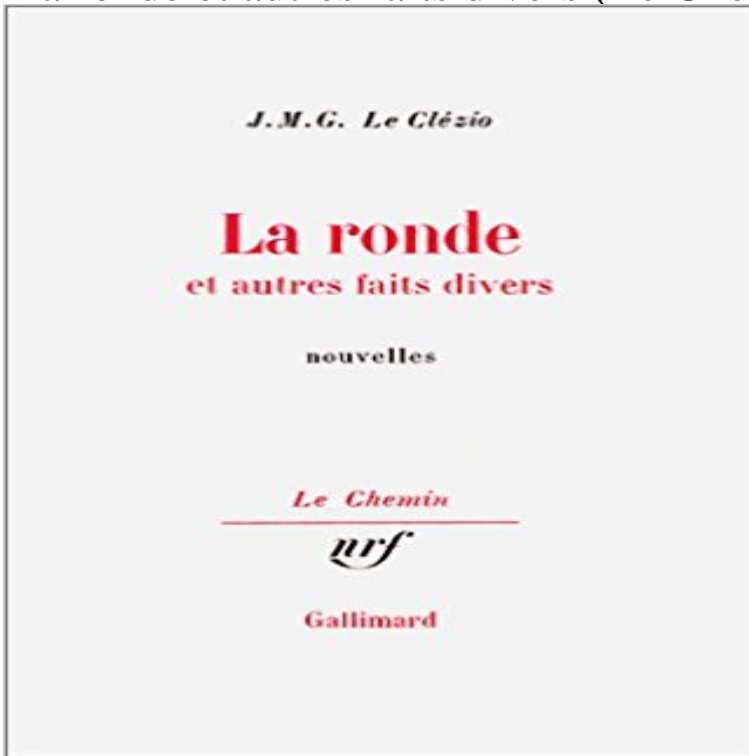 J.M.G. Le Clézio
La ronde
et autres faits divers
nouvelles
Le Chemin
nrf
Gallimard